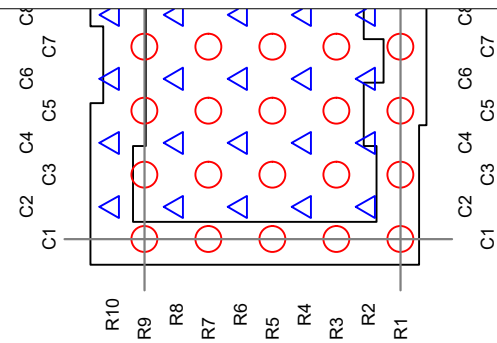 C8 C8
C7 C7
C6 C6
C5 C5
C4 C4
C3 C3
C2 C2
C1 C1
R10 R9 R8 R7 R6 R5 R4 R3 R2 R1